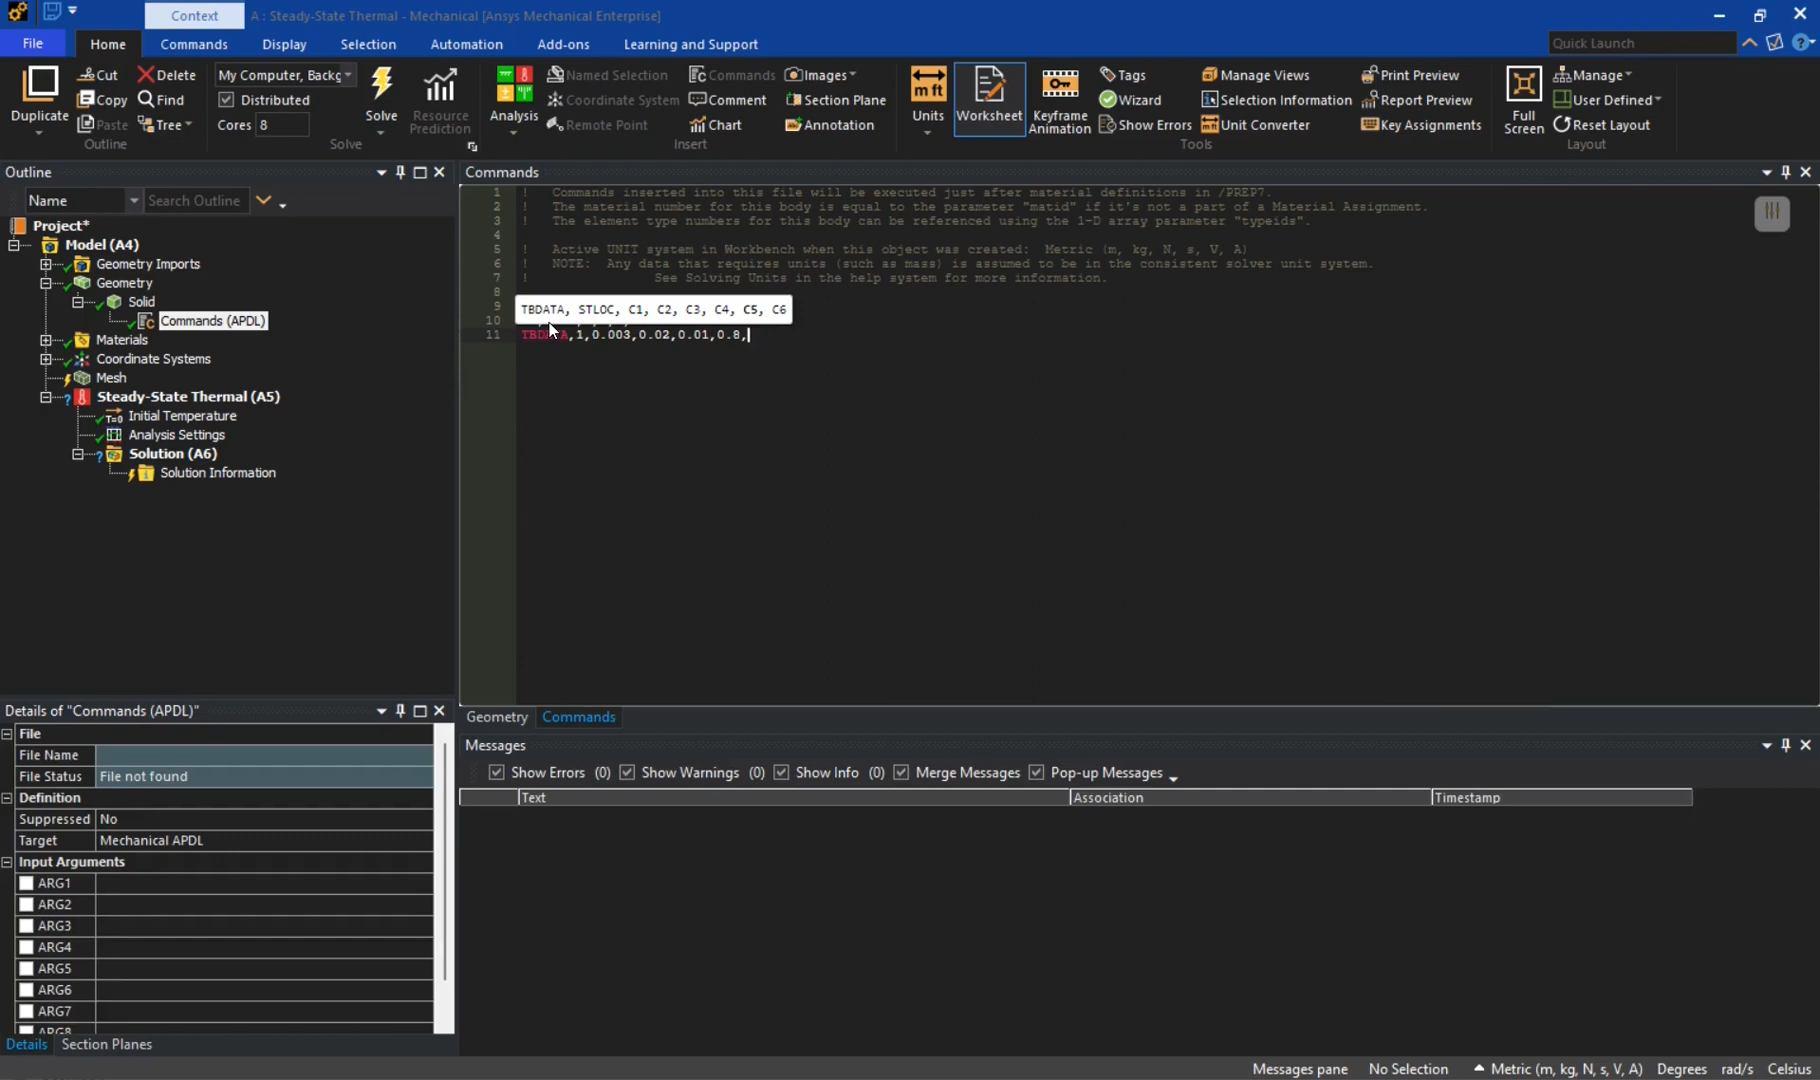 Context
A : Steady-State Thermal - Mechanical [Ansys Mechanical Enterprise]
File
Home
Commands
Display
Selection
Automation
Add-ons
Learning and Support
Quick Launch
Duplicate
Cut
Delete
Copy
Find
Paste
Tree
Outline
My Computer, Backg
Distributed
Cores 8
Solve
Resource Prediction
Solve
Analysis
Named Selection
Coordinate System
Remote Point
Commands
Comment
Chart
Images
Section Plane
Annotation
Insert
Units
Worksheet
Keyframe Animation
Tags
Wizard
Show Errors
Manage Views
Selection Information
Unit Converter
Print Preview
Report Preview
Key Assignments
Tools
Full Screen
Manage
User Defined
Reset Layout
Layout
Outline
Name
Search Outline
Project*
Model (A4)
Geometry Imports
Geometry
Solid
Commands (APDL)
Materials
Coordinate Systems
Mesh
Steady-State Thermal (A5)
T=0 Initial Temperature
Analysis Settings
Solution (A6)
Solution Information
Commands
1 ! Commands inserted into this file will be executed just after material definitions in /PREP7.
2 ! The material number for this body is equal to the parameter "matid" if it's not a part of a Material Assignment.
3 ! The element type numbers for this body can be referenced using the 1-D array parameter "typeids".
4
5 ! Active UNIT system in Workbench when this object was created: Metric (m, kg, N, s, V, A)
6 ! NOTE: Any data that requires units (such as mass) is assumed to be in the consistent solver unit system.
7 ! See Solving Units in the help system for more information.
8
9
TBDATA, STLOC, C1, C2, C3, C4, C5, C6
10
11 TBDATA,1,0.003,0.02,0.01,0.8,
Details of "Commands (APDL)"
File
File Name
File Status File not found
Definition
Suppressed No
Target Mechanical APDL
Input Arguments
ARG1
ARG2
ARG3
ARG4
ARG5
ARG6
ARG7
ARG8
Details
Section Planes
Geometry
Commands
Messages
Show Errors (0) Show Warnings (0) Show Info (0) Merge Messages Pop-up Messages
Text
Association
Timestamp
Messages pane
No Selection
Metric (m, kg, N, s, V, A)
Degrees
rad/s
Celsius